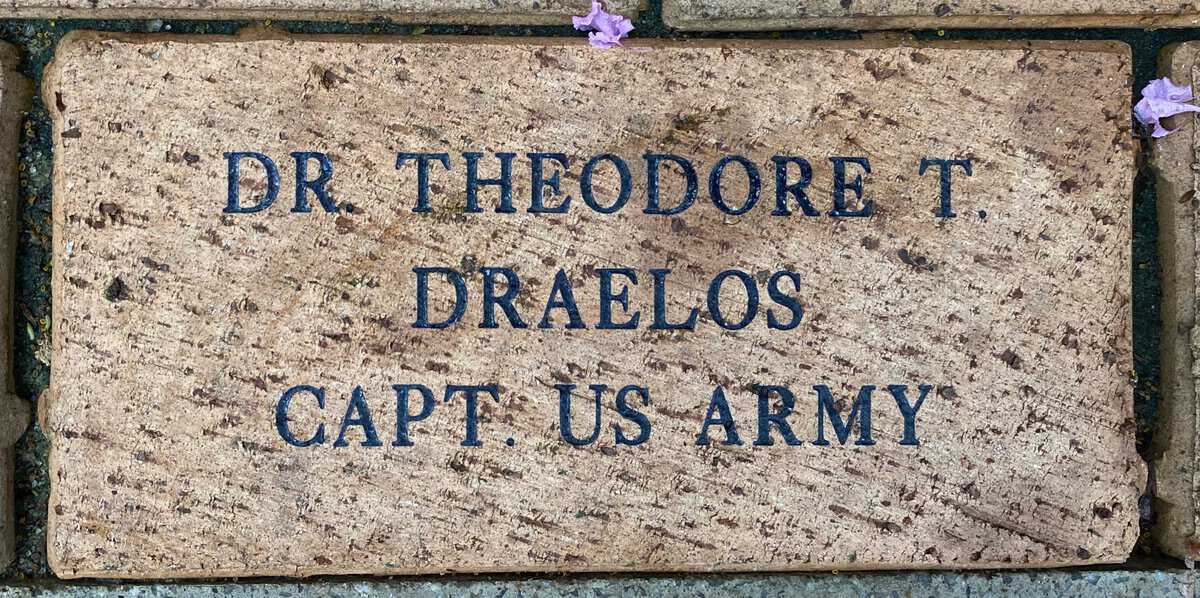 DR. THEODORE T.
DRAELOS
CAPT. US ARMY